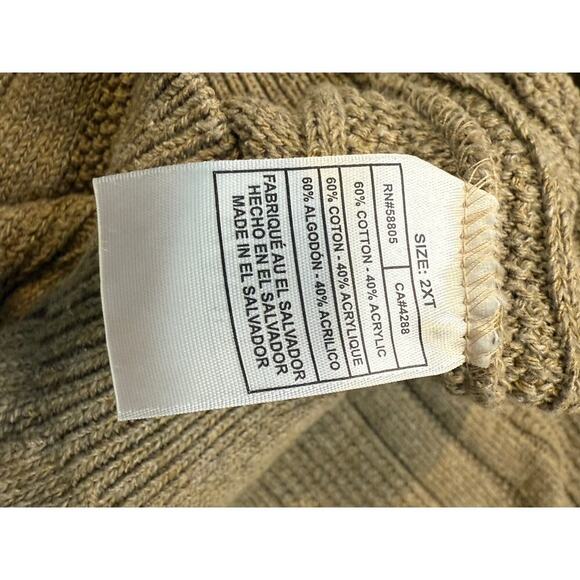 SIZE: 2XT
RN#58805 CA#4288
60% COTTON - 40% ACRYLIC
60% COTON - 40% ACRYLIQUE
60% ALGODÓN - 40% ACRILICO
FABRIQUÉ AU EL SALVADOR
HECHO EN EL SALVADOR
MADE IN EL SALVADOR